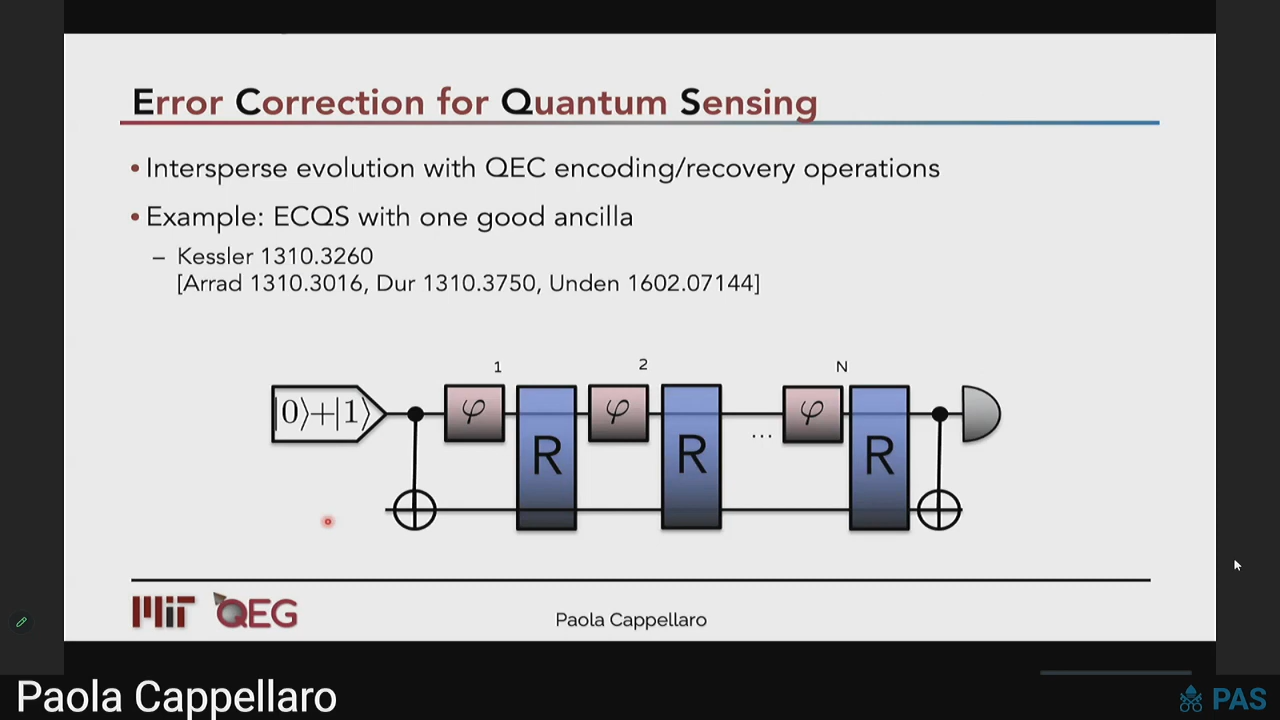 Error Correction for Quantum Sensing
• Intersperse evolution with QEC encoding/recovery operations
• Example: ECQS with one good ancilla
– Kessler 1310.3260
[Arrad 1310.3016, Dur 1310.3750, Unden 1602.07144]
1 2 N
|0⟩+|1⟩ φ φ ... φ
R R R
MIT QEG
Paola Cappellaro
Paola Cappellaro
PAS